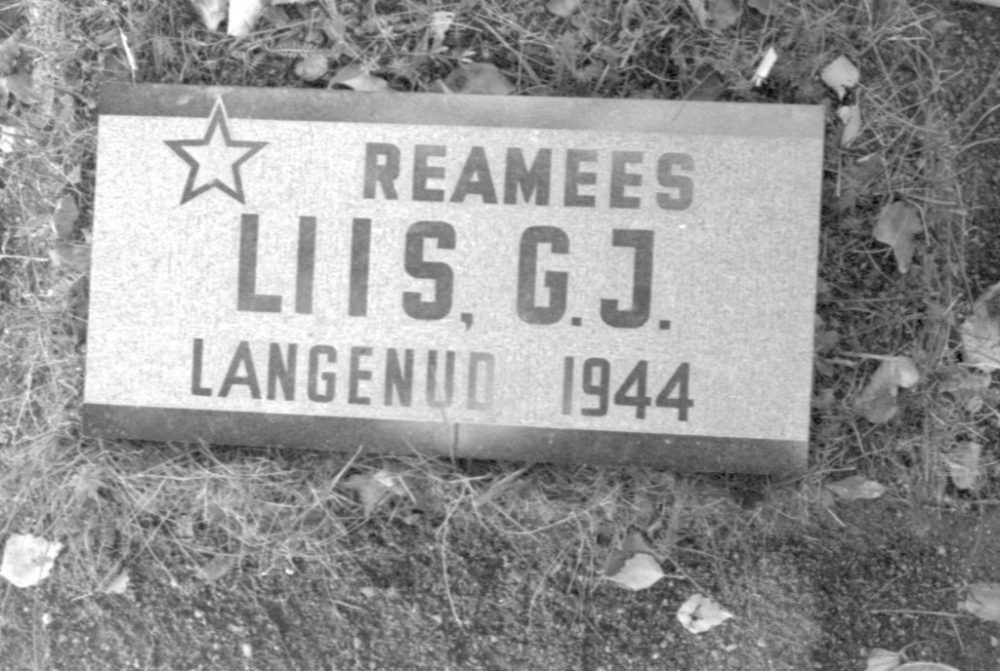 REAMEES
LIIS, G.J.
LANGENUD 1944